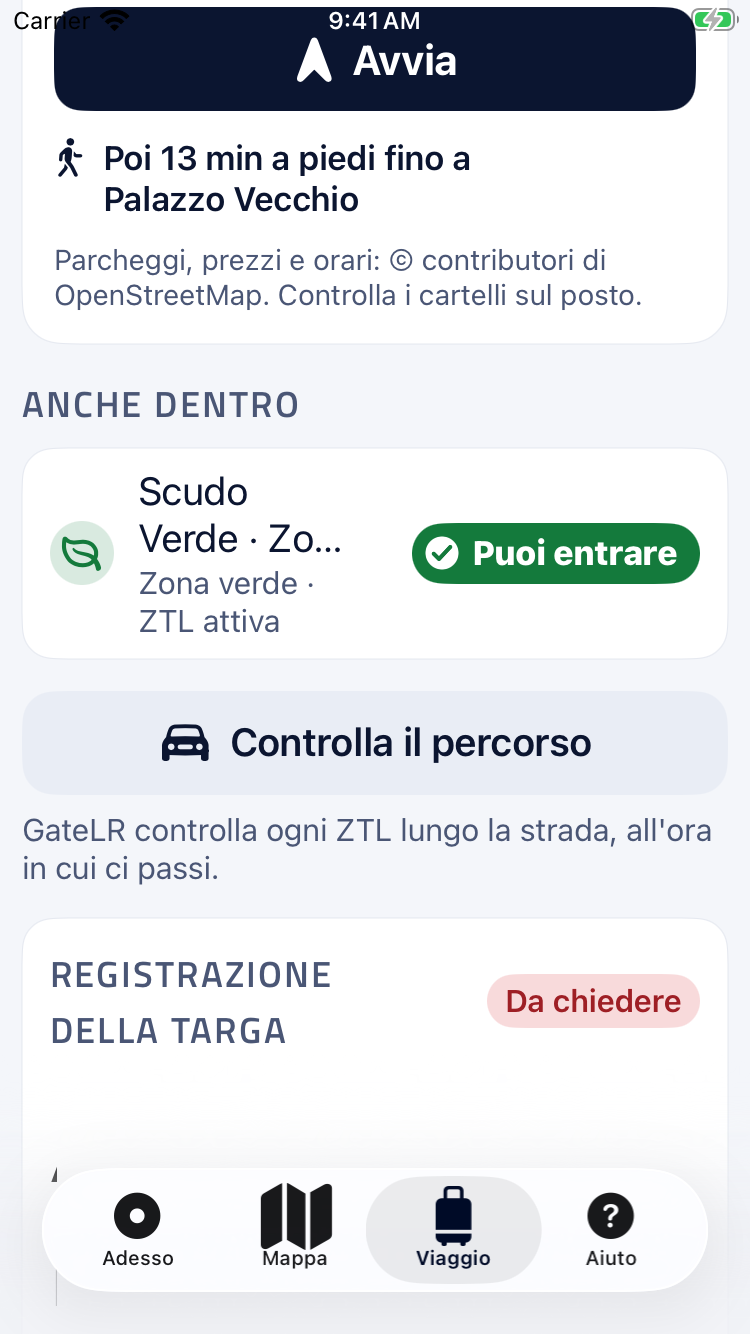 Carrier 9:41 AM
Avvia
Poi 13 min a piedi fino a
Palazzo Vecchio
Parcheggi, prezzi e orari: © contributori di
OpenStreetMap. Controlla i cartelli sul posto.
ANCHE DENTRO
Scudo
Verde · Zo...
Zona verde ·
ZTL attiva
Puoi entrare
Controlla il percorso
GateLR controlla ogni ZTL lungo la strada, all'ora
in cui ci passi.
REGISTRAZIONE
DELLA TARGA
Da chiedere
Adesso
Mappa
Viaggio
? Aiuto